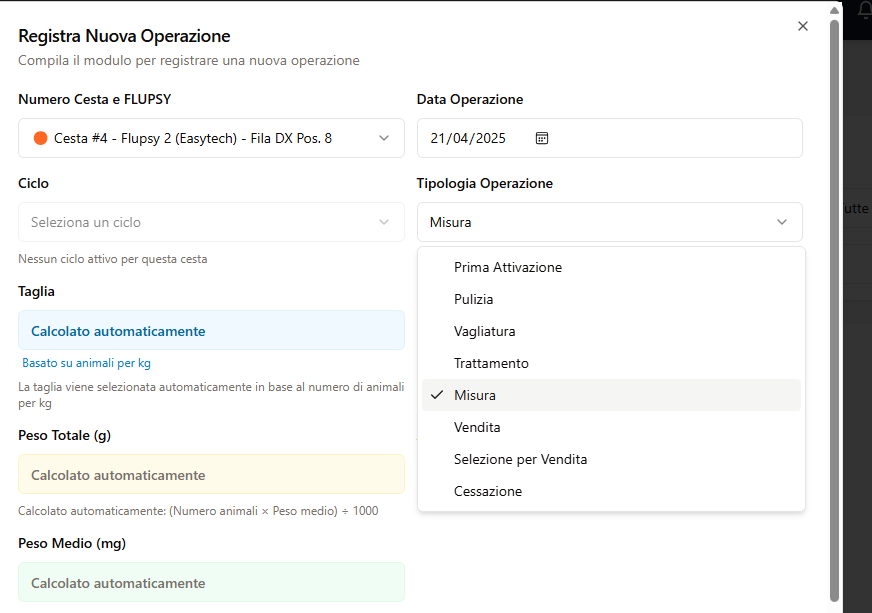 Registra Nuova Operazione
Compila il modulo per registrare una nuova operazione
Numero Cesta e FLUPSY
Cesta #4 - Flupsy 2 (Easytech) - Fila DX Pos. 8
Data Operazione
21/04/2025
Ciclo
Seleziona un ciclo
Nessun ciclo attivo per questa cesta
Tipologia Operazione
Misura
Prima Attivazione
Pulizia
Vagliatura
Trattamento
Misura
Vendita
Selezione per Vendita
Cessazione
Taglia
Calcolato automaticamente
Basato su animali per kg
La taglia viene selezionata automaticamente in base al numero di animali
per kg
Peso Totale (g)
Calcolato automaticamente
Calcolato automaticamente: (Numero animali × Peso medio) ÷ 1000
Peso Medio (mg)
Calcolato automaticamente
utte